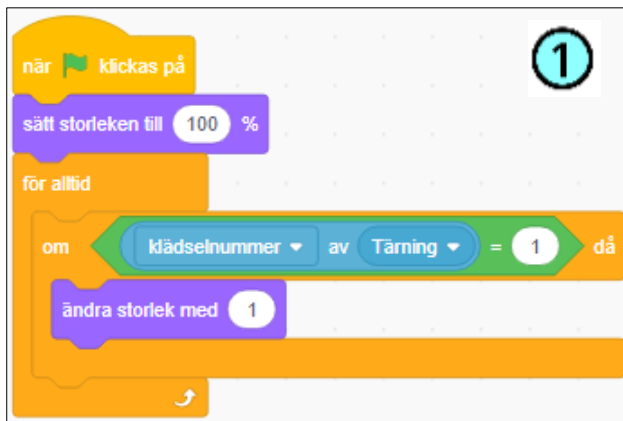 1
när klickas på
sätt storleken till 100 %
för alltid
om klädselnummer av Tärning = 1 då
ändra storlek med 1